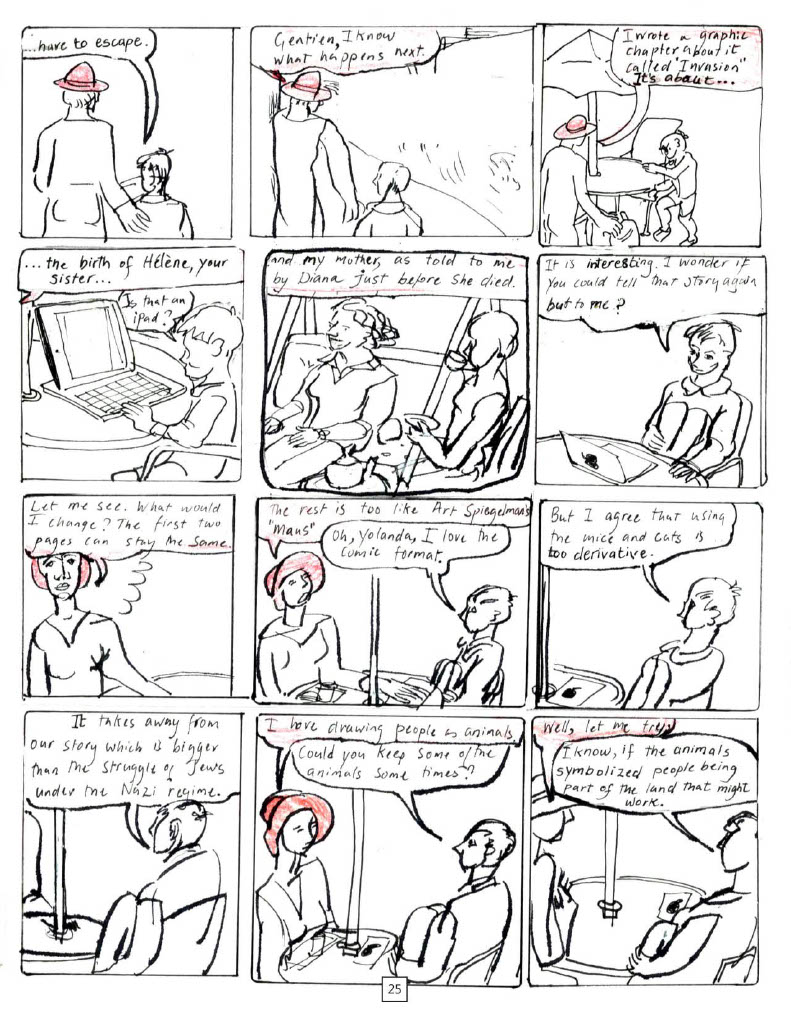 ...have to escape.
Gentien, I know
what happens next.
I wrote a graphic
chapter about it
called "Invasion"
It's about...
...the birth of Hélène, your
sister...
Is that an
ipad?
and my mother, as told to me
by Diana just before she died.
It is interesting. I wonder if
you could tell that story again
but to me?
Let me see. What would
I change? The first two
pages can stay the same.
The rest is too like Art Spiegelman's
"Maus"
Oh, Yolanda, I love the
comic format.
But I agree that using
the mice and cats is
too derivative.
It takes away from
our story which is bigger
than the struggle of Jews
under the Nazi regime.
I love drawing people as animals.
Could you keep some of the
animals some times?
Well, let me try.
I know, if the animals
symbolized people being
part of the land that might
work.
25